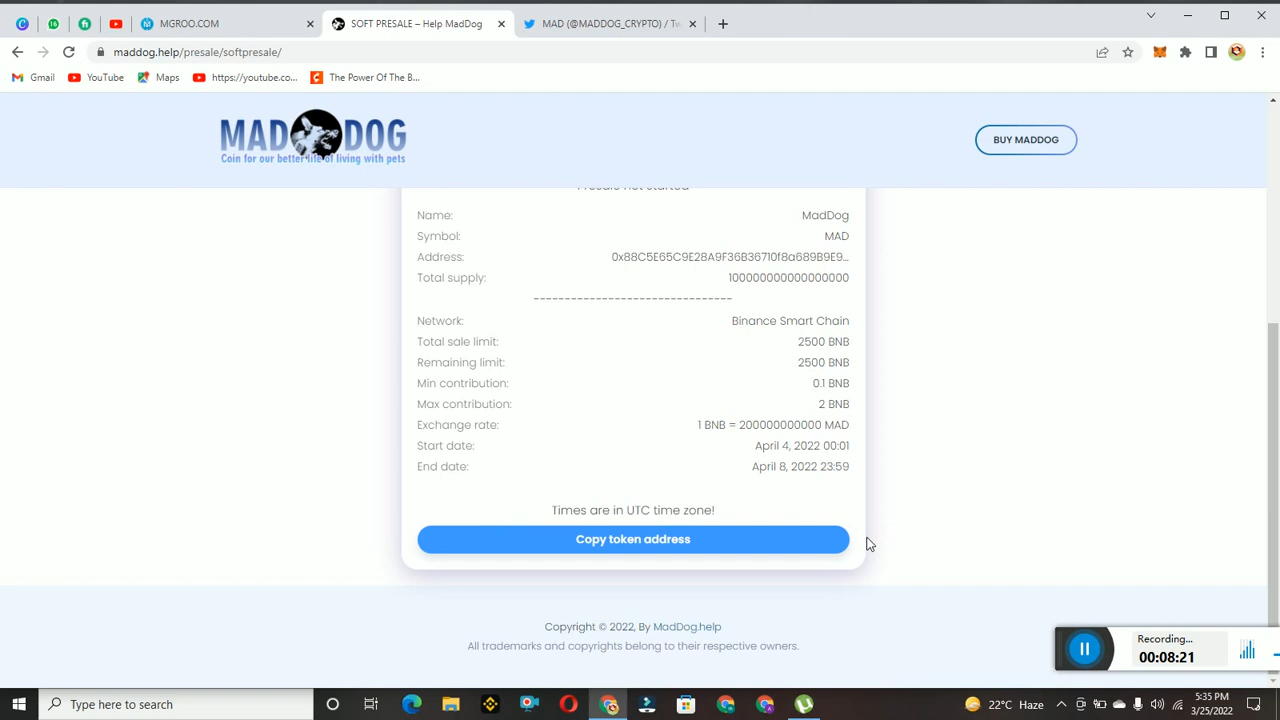 MGROO.COM
SOFT PRESALE – Help MadDog
MAD (@MADDOG_CRYPTO) / Tw
maddog.help/presale/softpresale/
Gmail
YouTube
Maps
https://youtube.co...
The Power Of The B...
MAD DOG
Coin for our better life of living with pets
BUY MADDOG
Presale not started
Name: MadDog
Symbol: MAD
Address: 0x88C5E65C9E28A9F36B36710f8a689B9E9...
Total supply: 100000000000000000
--------------------------------
Network: Binance Smart Chain
Total sale limit: 2500 BNB
Remaining limit: 2500 BNB
Min contribution: 0.1 BNB
Max contribution: 2 BNB
Exchange rate: 1 BNB = 200000000000 MAD
Start date: April 4, 2022 00:01
End date: April 8, 2022 23:59
Times are in UTC time zone!
Copy token address
Copyright © 2022, By MadDog.help
All trademarks and copyrights belong to their respective owners.
Recording...
00:08:21
Type here to search
22°C Haze
5:35 PM
3/25/2022